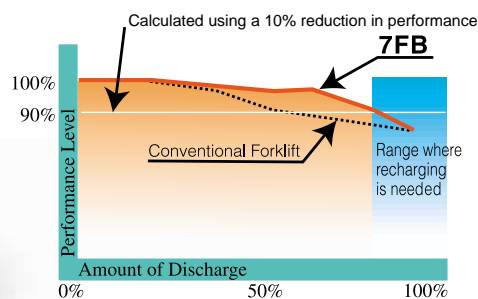 Calculated using a 10% reduction in performance
7FB
100%
90%
Performance Level
Conventional Forklift
Range where
recharging
is needed
Amount of Discharge
0%
50%
100%